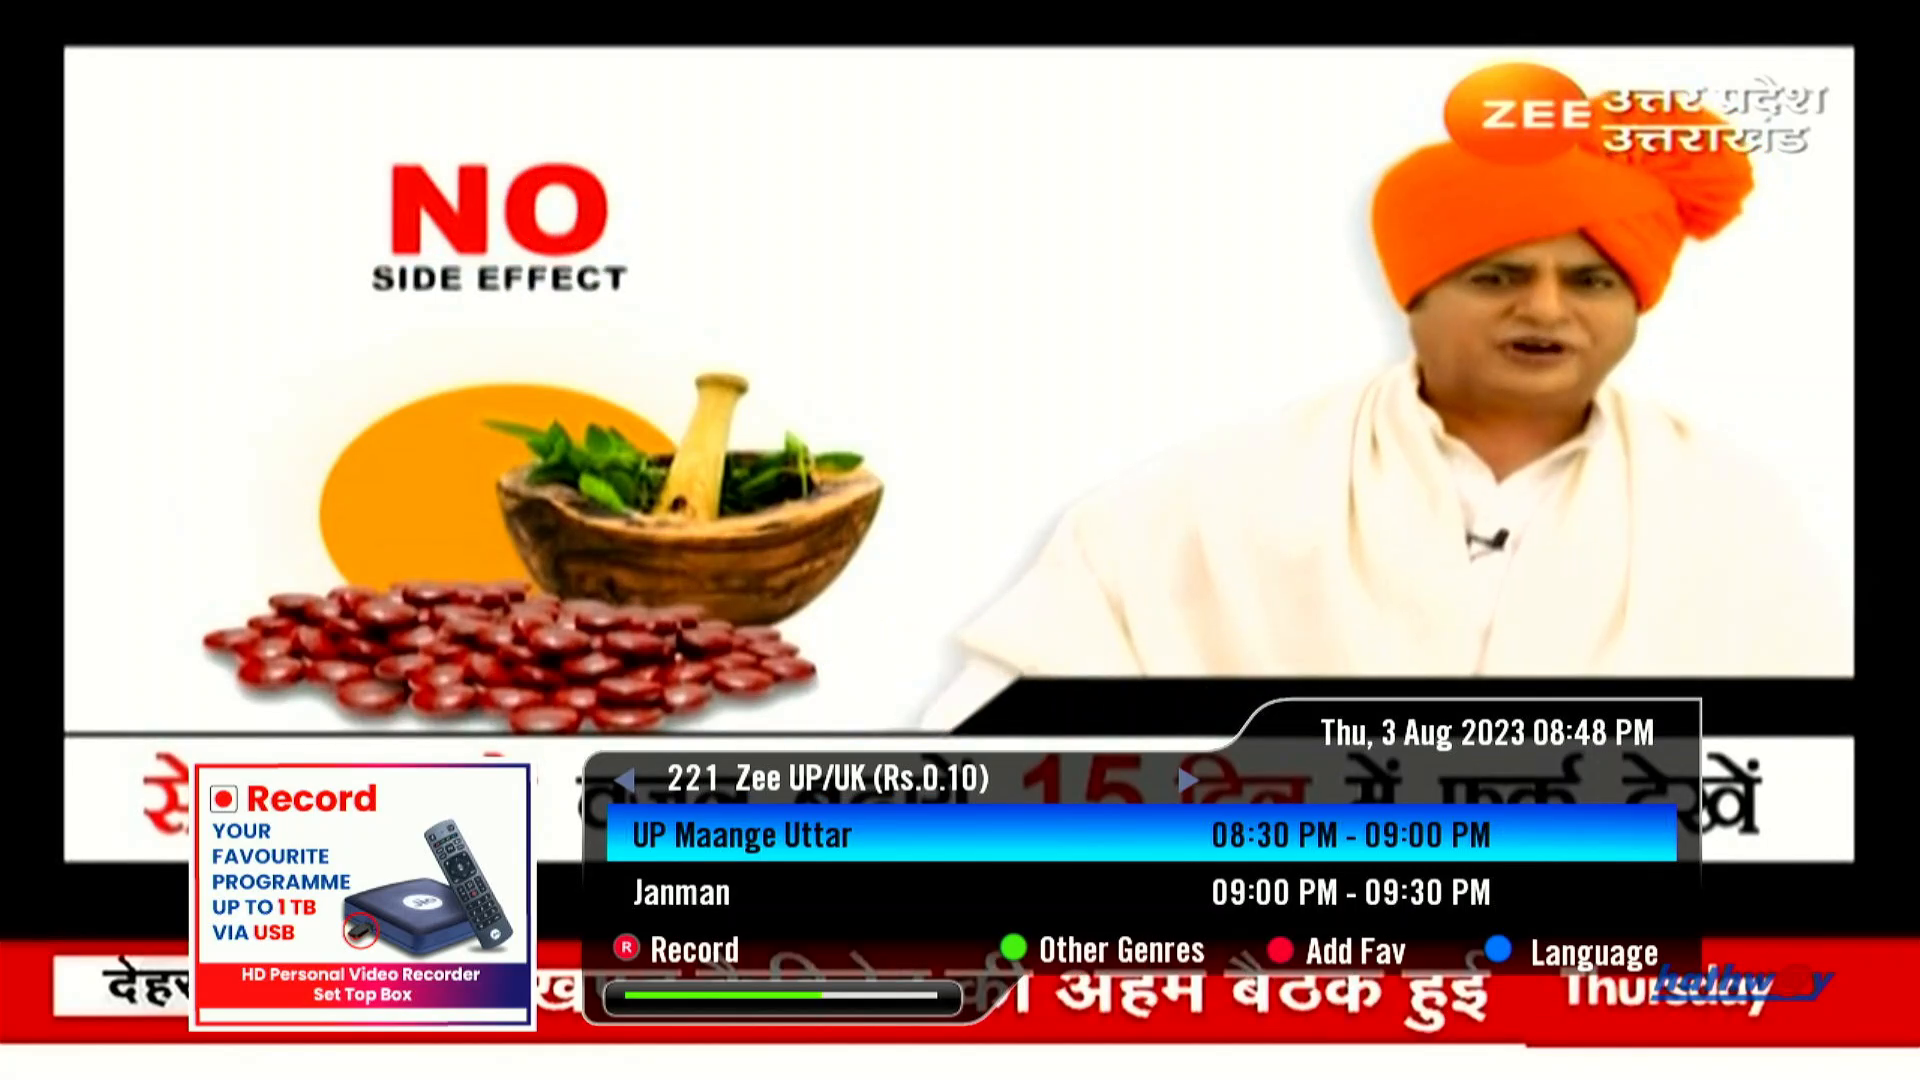 ZEE उत्तर प्रदेश
उत्तराखंड
NO
SIDE EFFECT
Thu, 3 Aug 2023 08:48 PM
221 Zee UP/UK (Rs.0.10)
15 दिन में फर्क देखें
UP Maange Uttar 08:30 PM - 09:00 PM
Janman 09:00 PM - 09:30 PM
R Record Other Genres Add Fav Language
Record
YOUR
FAVOURITE
PROGRAMME
UP TO 1 TB
VIA USB
Jio
HD Personal Video Recorder
Set Top Box
की अहम बैठक हुई Thursday
hathway